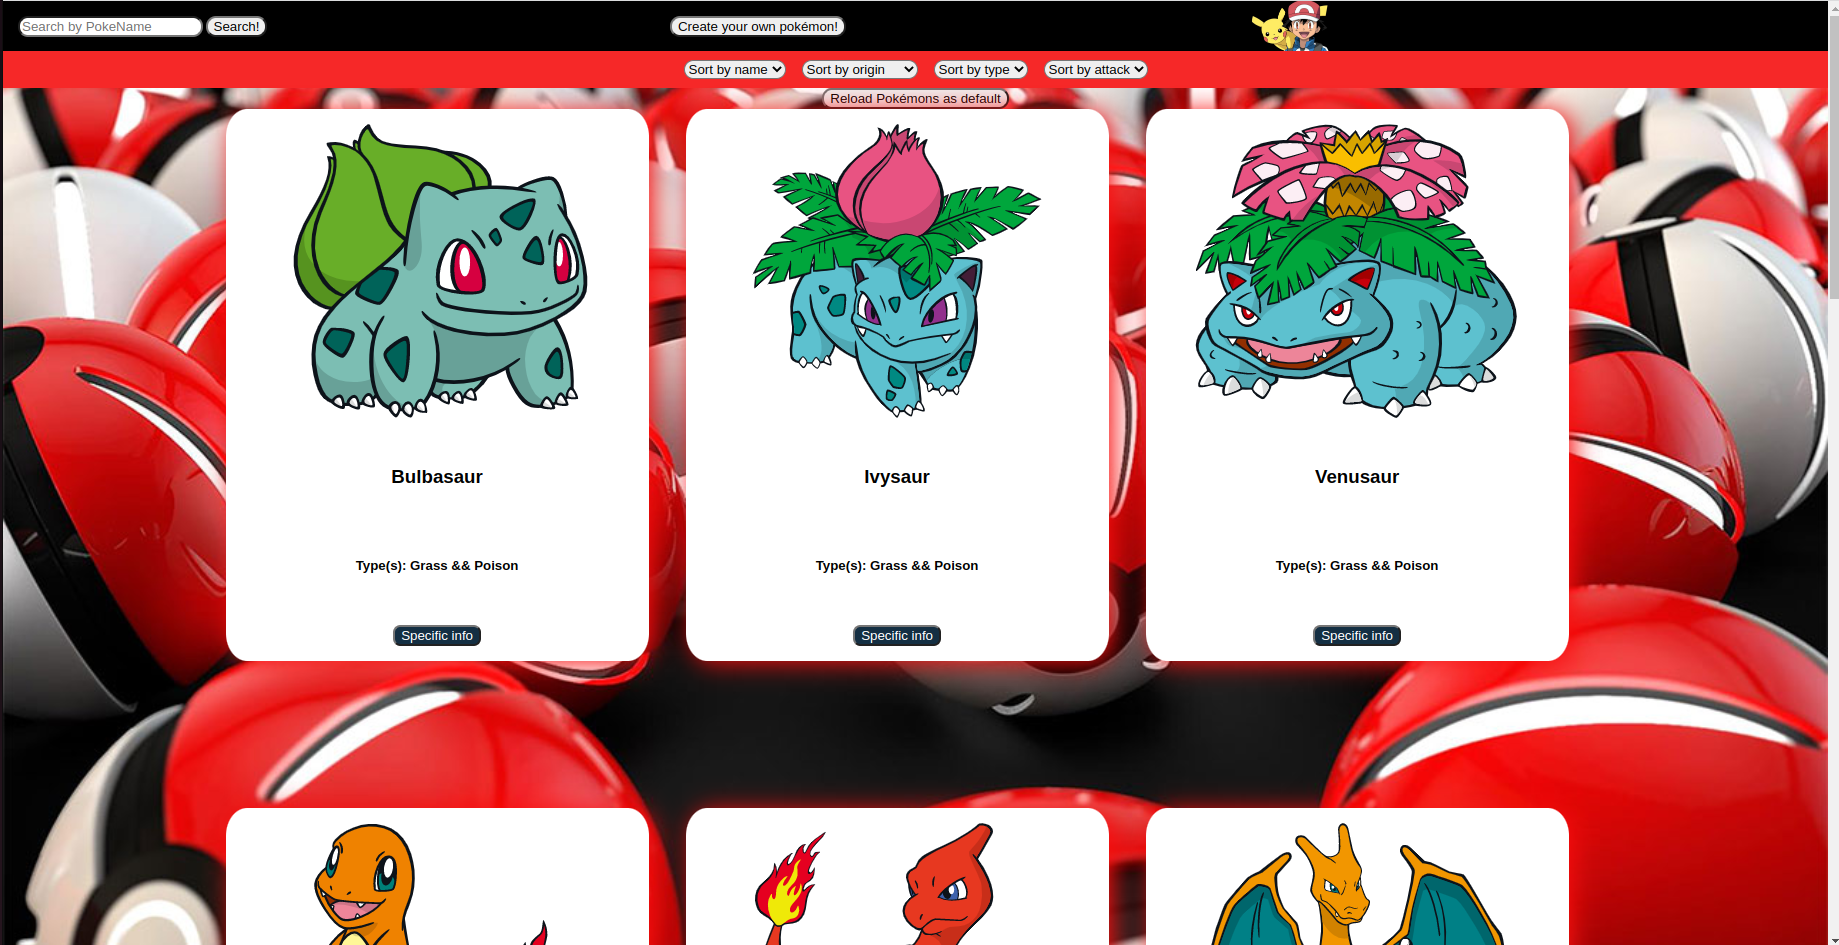 Search by PokeName Search! Create your own pokémon!
Sort by name Sort by origin Sort by type Sort by attack
Reload Pokémons as default
Bulbasaur Ivysaur Venusaur
Type(s): Grass && Poison Type(s): Grass && Poison Type(s): Grass && Poison
Specific info Specific info Specific info